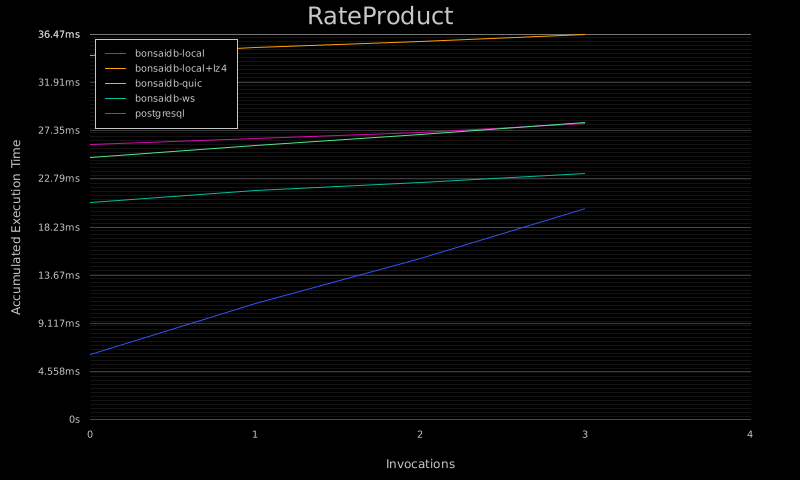 RateProduct
36.47ms
31.91ms
27.35ms
22.79ms
18.23ms
13.67ms
9.117ms
4.558ms
0s
Accumulated Execution Time
bonsaidb-local
bonsaidb-local+lz4
bonsaidb-quic
bonsaidb-ws
postgresql
0 1 2 3 4
Invocations